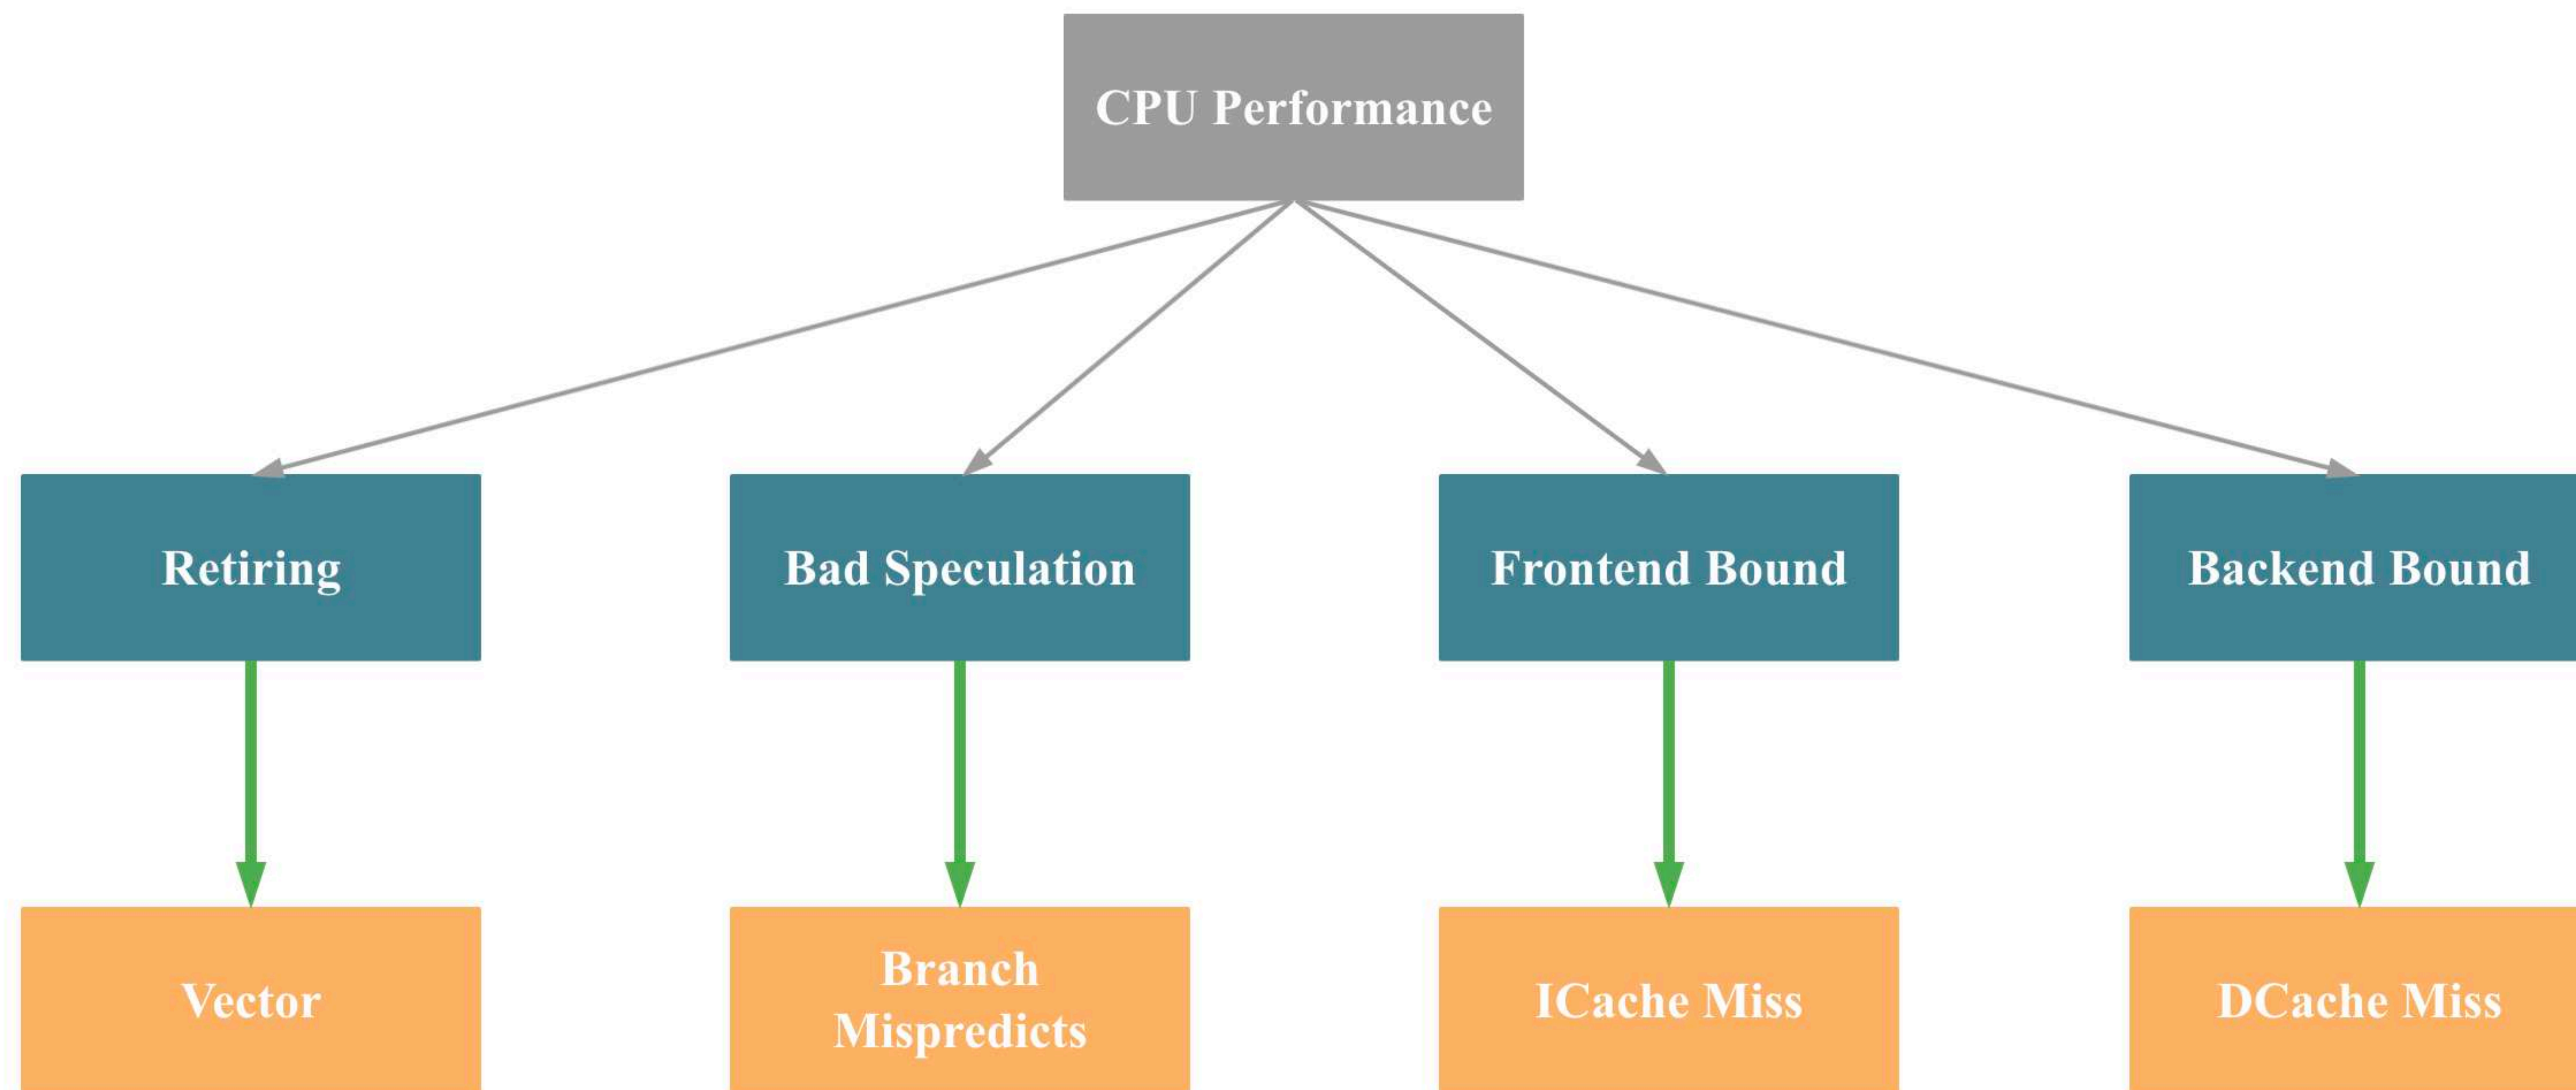 CPU Performance
Retiring
Bad Speculation
Frontend Bound
Backend Bound
Vector
Branch
Mispredicts
ICache Miss
DCache Miss